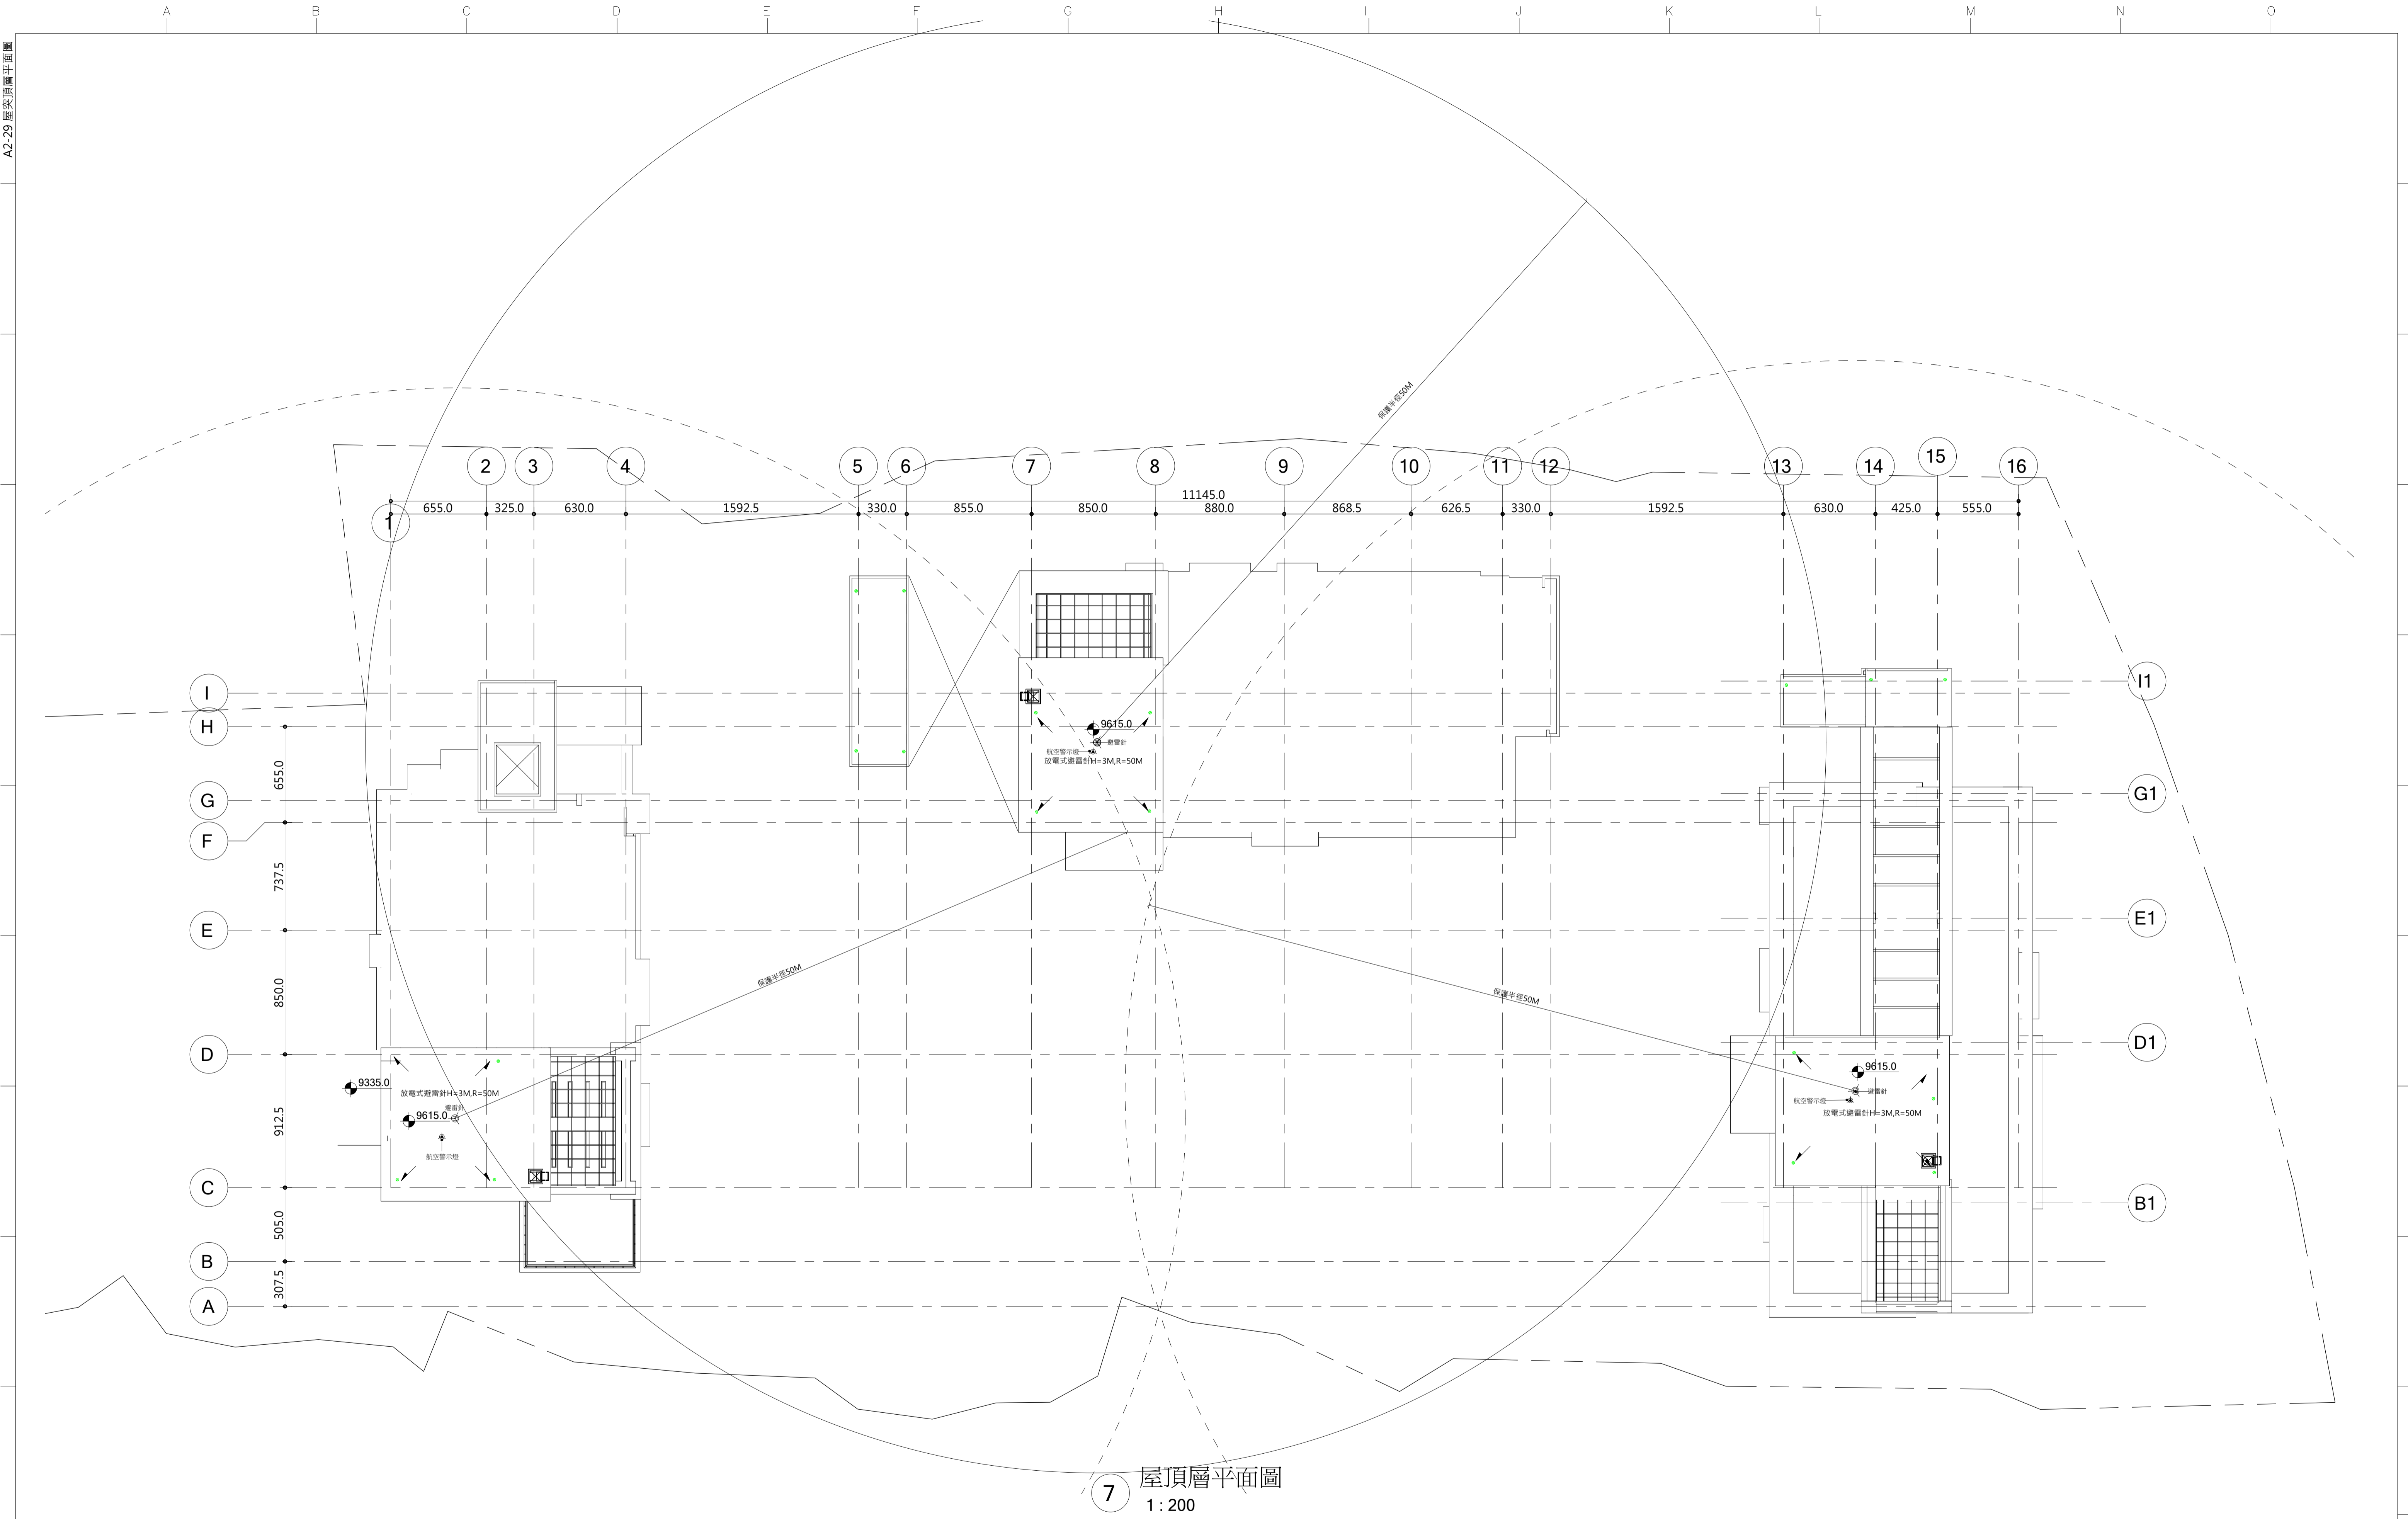 A B C D E F G H I J K L M N O
A2-29 屋突頂層平面圖
保護半徑50M
1 2 3 4 5 6 7 8 9 10 11 12 13 14 15 16
11145.0
655.0 325.0 630.0 1592.5 330.0 855.0 850.0 880.0 868.5 626.5 330.0 1592.5 630.0 425.0 555.0
I
H
G
F
E
D
C
B
A
655.0
737.5
850.0
912.5
505.0
307.5
I1
G1
E1
D1
B1
9615.0
避雷針
航空警示燈
放電式避雷針H=3M,R=50M
保護半徑50M
保護半徑50M
9335.0
放電式避雷針H=3M,R=50M
避雷針
9615.0
航空警示燈
9615.0
避雷針
航空警示燈
放電式避雷針H=3M,R=50M
7 屋頂層平面圖
1 : 200